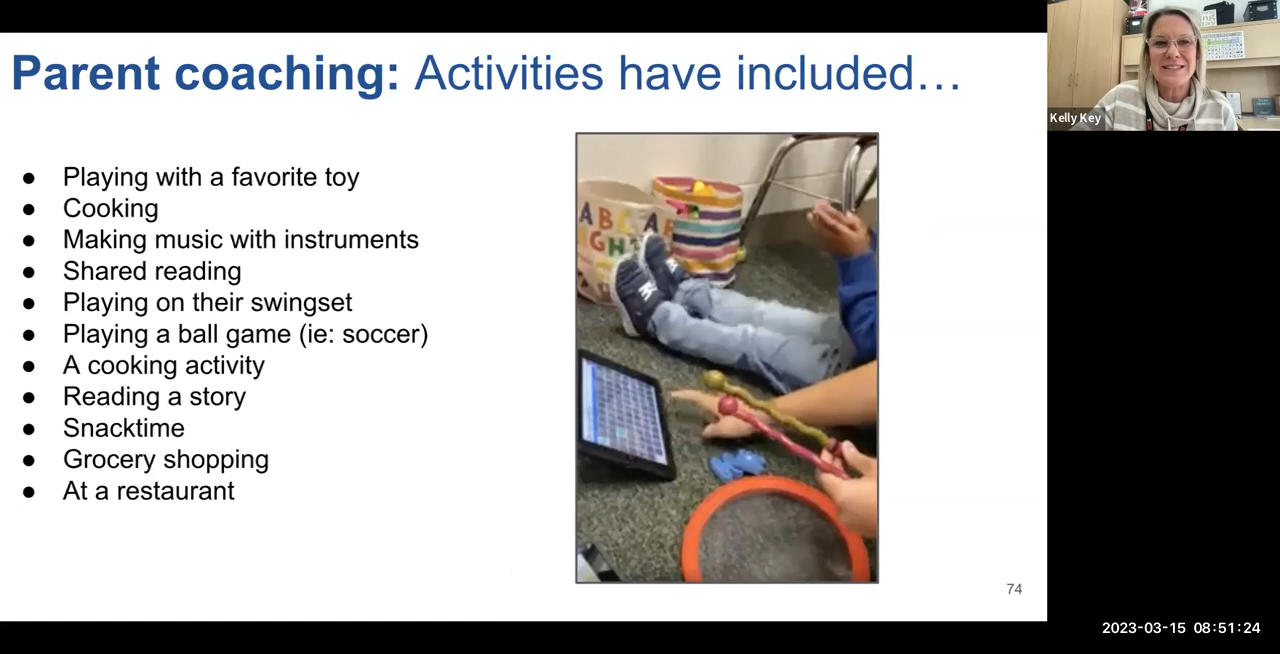 Parent coaching: Activities have included…
● Playing with a favorite toy
● Cooking
● Making music with instruments
● Shared reading
● Playing on their swingset
● Playing a ball game (ie: soccer)
● A cooking activity
● Reading a story
● Snacktime
● Grocery shopping
● At a restaurant
74
Kelly Key
2023-03-15 08:51:24